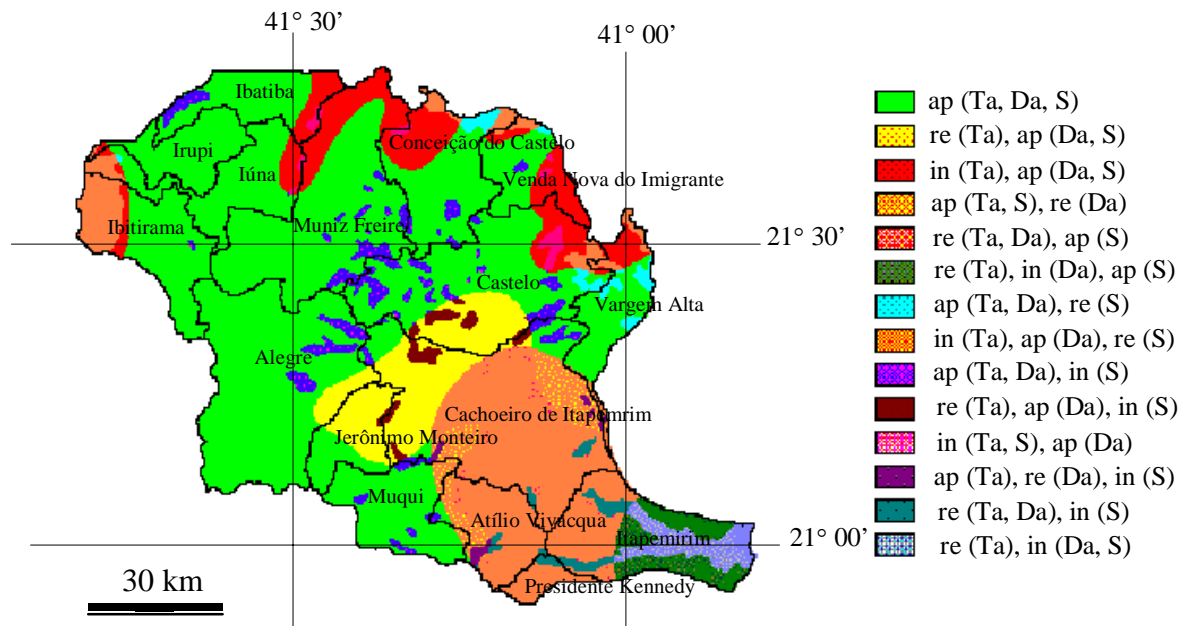 41° 30’
41° 00’
Ibatiba
Irupi
Iúna
Conceição do Castelo
Venda Nova do Imigrante
Ibitirama
Muniz Freire
21° 30’
Castelo
Vargem Alta
Alegre
Cachoeiro de Itapemrim
Jerônimo Monteiro
Muqui
Atílio Vivacqua
Itapemirim
21° 00’
Presidente Kennedy
30 km
ap (Ta, Da, S)
re (Ta), ap (Da, S)
in (Ta), ap (Da, S)
ap (Ta, S), re (Da)
re (Ta, Da), ap (S)
re (Ta), in (Da), ap (S)
ap (Ta, Da), re (S)
in (Ta), ap (Da), re (S)
ap (Ta, Da), in (S)
re (Ta), ap (Da), in (S)
in (Ta, S), ap (Da)
ap (Ta), re (Da), in (S)
re (Ta, Da), in (S)
re (Ta), in (Da, S)